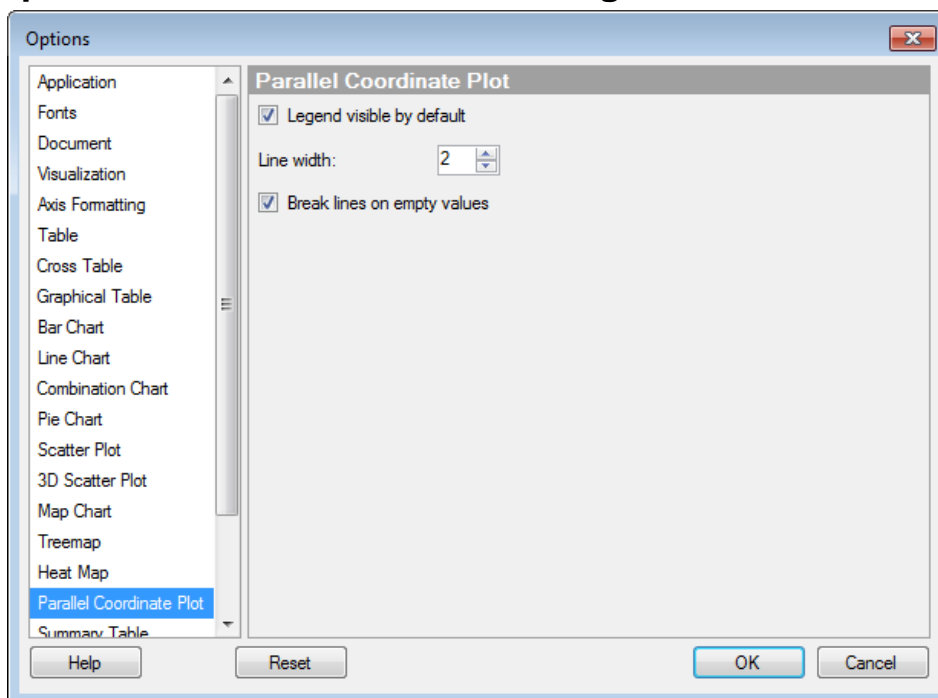 Options
Application
Fonts
Document
Visualization
Axis Formatting
Table
Cross Table
Graphical Table
Bar Chart
Line Chart
Combination Chart
Pie Chart
Scatter Plot
3D Scatter Plot
Map Chart
Treemap
Heat Map
Parallel Coordinate Plot
Summary Table
Parallel Coordinate Plot
Legend visible by default
Line width: 2
Break lines on empty values
Help Reset OK Cancel